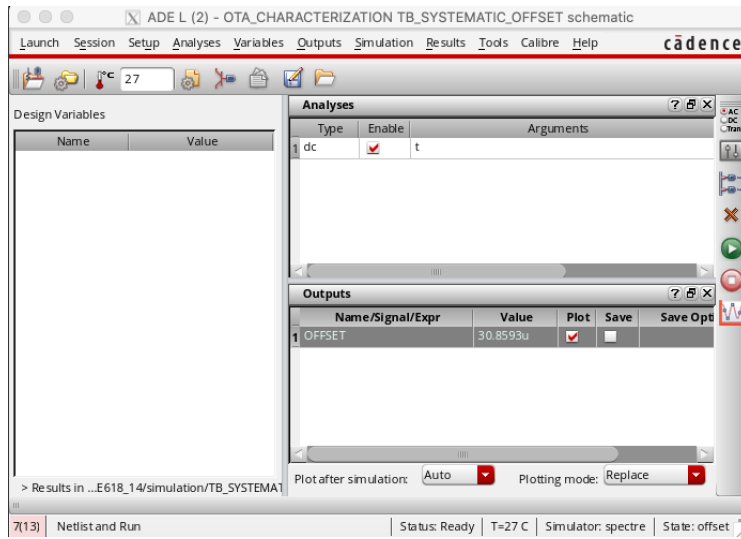 ADE L (2) - OTA_CHARACTERIZATION TB_SYSTEMATIC_OFFSET schematic
Launch Session Setup Analyses Variables Outputs Simulation Results Tools Calibre Help cādence
°C 27
Design Variables
Name Value
Analyses
Type Enable Arguments
1 dc t
AC
DC
Tran
Outputs
Name/Signal/Expr Value Plot Save Save Opti
1 OFFSET 30.8593u
> Results in ...E618_14/simulation/TB_SYSTEMAT
Plot after simulation: Auto Plotting mode: Replace
7(13) Netlist and Run Status: Ready T=27 C Simulator: spectre State: offset